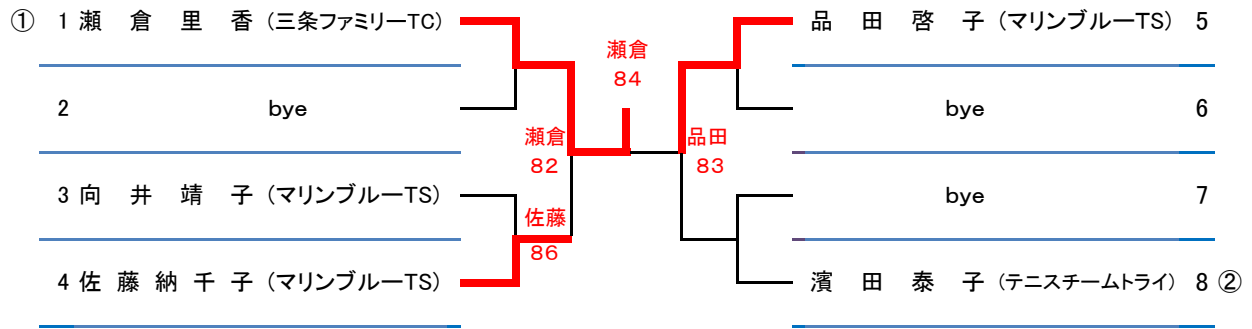 ① 1 瀬 倉 里 香 (三条ファミリーTC)
2 bye
3 向 井 靖 子 (マリンブルーTS)
4 佐 藤 納 千 子 (マリンブルーTS)
瀬倉
82
佐藤
86
瀬倉
84
品田
83
品 田 啓 子 (マリンブルーTS) 5
bye 6
bye 7
濱 田 泰 子 (テニスチームトライ) 8 ②